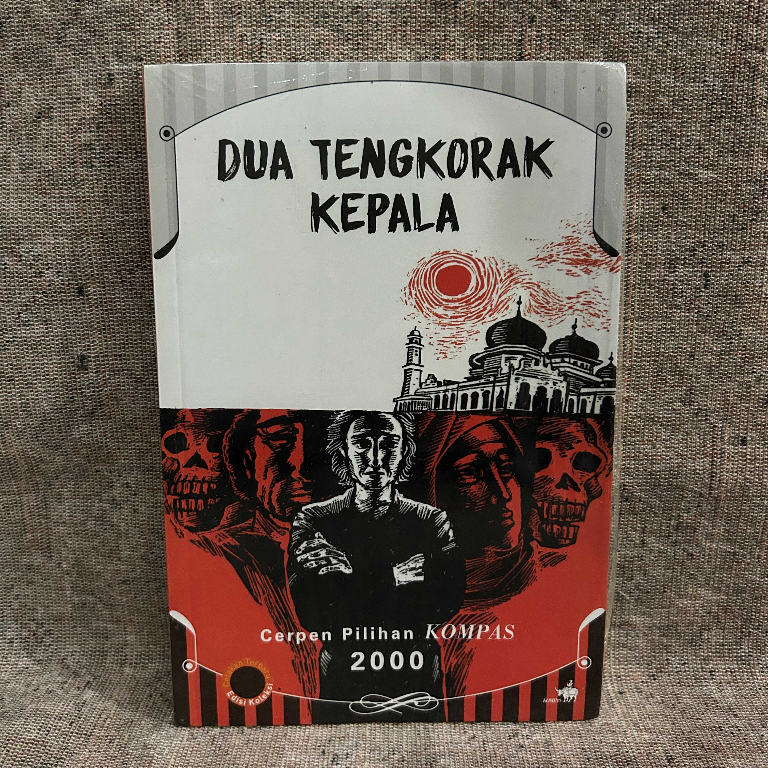 DUA TENGKORAK
KEPALA
Cerpen Pilihan KOMPAS
2000
Edisi Koleksi